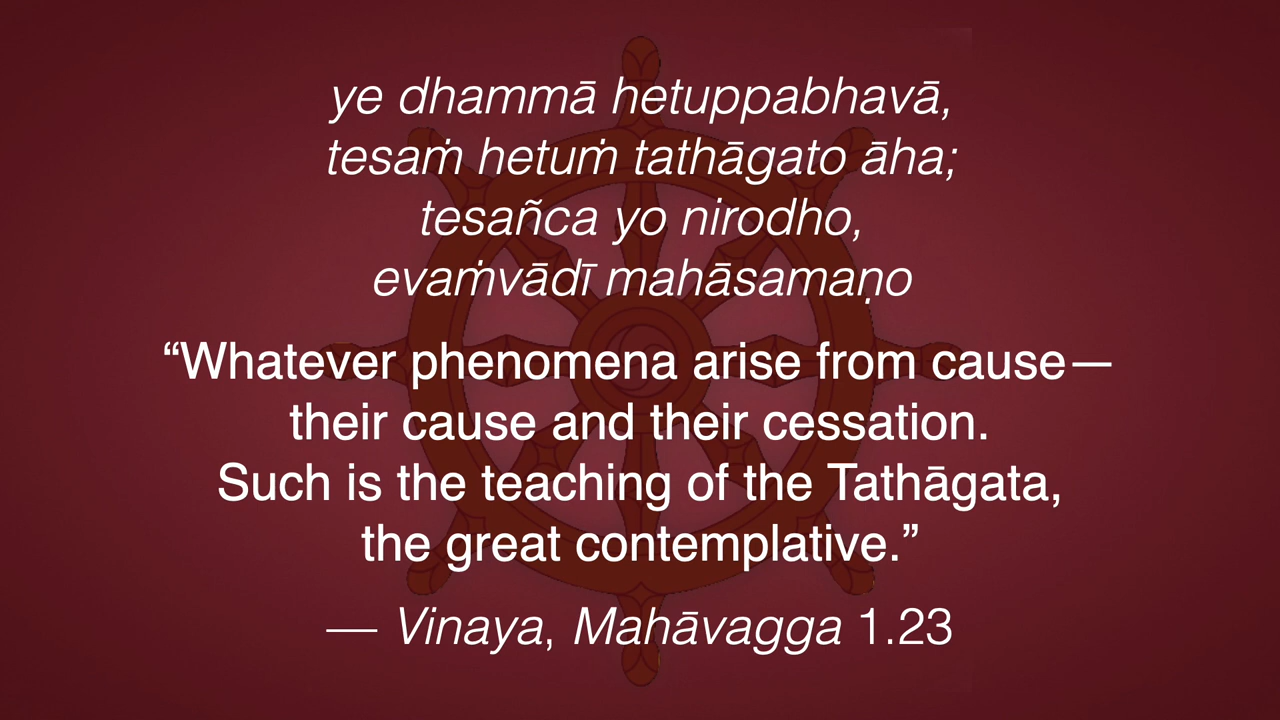 ye dhammā hetuppabhavā,
tesaṁ hetuṁ tathāgato āha;
tesañca yo nirodho,
evaṁvādī mahāsamaṇo
“Whatever phenomena arise from cause—
their cause and their cessation.
Such is the teaching of the Tathāgata,
the great contemplative.”
— Vinaya, Mahāvagga 1.23